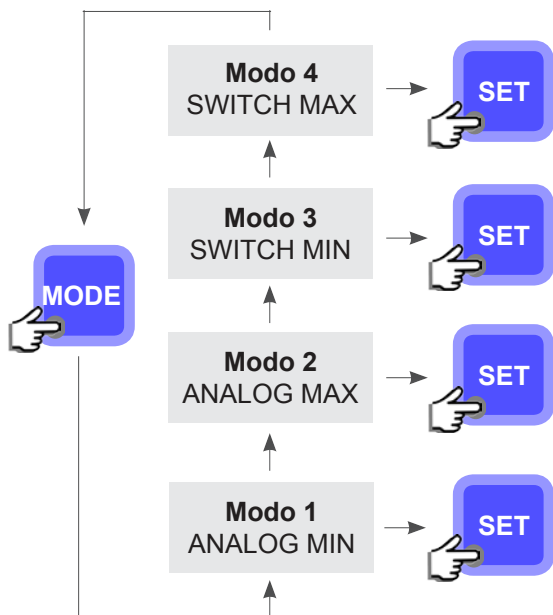 Modo 4
SWITCH MAX
SET
Modo 3
SWITCH MIN
SET
MODE
Modo 2
ANALOG MAX
SET
Modo 1
ANALOG MIN
SET